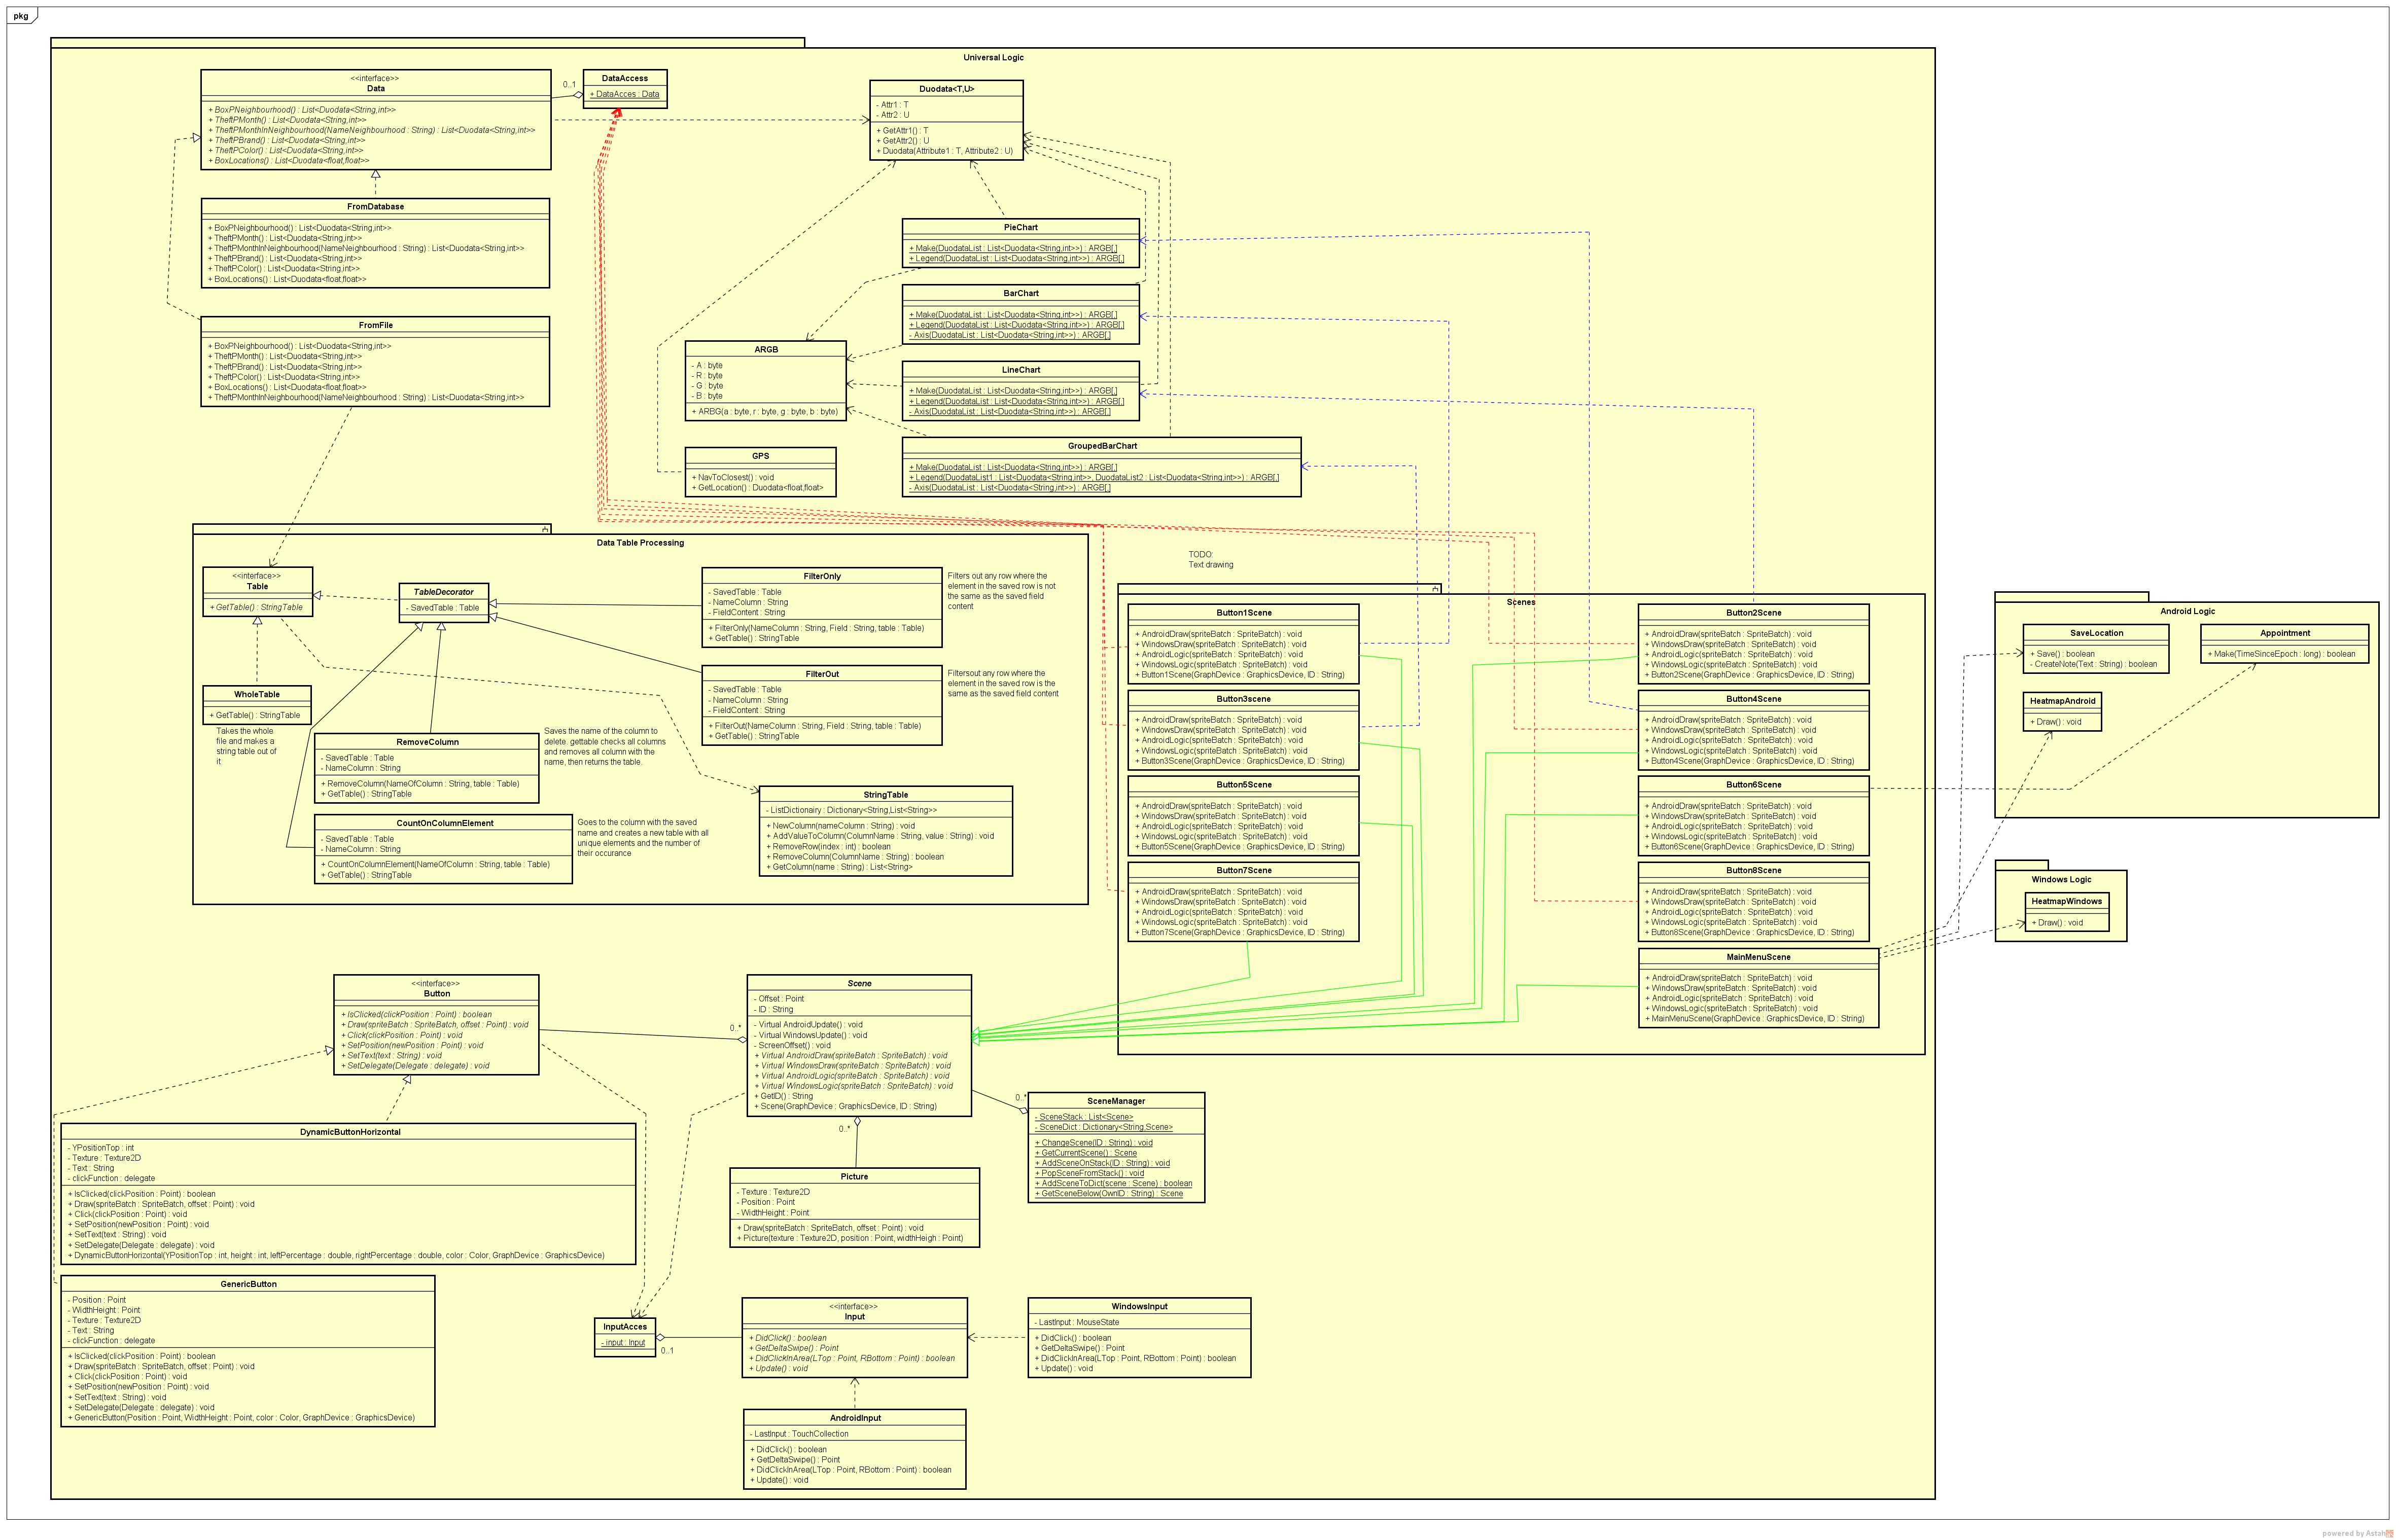 pkg
Universal Logic
<<interface>>
Data
+ BoxPNeighbourhood() : List<Duodata<String,int>>
+ TheftPMonth() : List<Duodata<String,int>>
+ TheftPMonthInNeighbourhood(NameNeighbourhood : String) : List<Duodata<String,int>>
+ TheftPBrand() : List<Duodata<String,int>>
+ TheftPColor() : List<Duodata<String,int>>
+ BoxLocations() : List<Duodata<float,float>>
0..1
DataAccess
+ DataAcces : Data
Duodata<T,U>
- Attr1 : T
- Attr2 : U
+ GetAttr1() : T
+ GetAttr2() : U
+ Duodata(Attribute1 : T, Attribute2 : U)
FromDatabase
+ BoxPNeighbourhood() : List<Duodata<String,int>>
+ TheftPMonth() : List<Duodata<String,int>>
+ TheftPMonthInNeighbourhood(NameNeighbourhood : String) : List<Duodata<String,int>>
+ TheftPBrand() : List<Duodata<String,int>>
+ TheftPColor() : List<Duodata<String,int>>
+ BoxLocations() : List<Duodata<float,float>>
FromFile
+ BoxPNeighbourhood() : List<Duodata<String,int>>
+ TheftPMonth() : List<Duodata<String,int>>
+ TheftPBrand() : List<Duodata<String,int>>
+ TheftPColor() : List<Duodata<String,int>>
+ BoxLocations() : List<Duodata<float,float>>
+ TheftPMonthInNeighbourhood(NameNeighbourhood : String) : List<Duodata<String,int>>
PieChart
+ Make(DuodataList : List<Duodata<String,int>>) : ARGB[,]
+ Legend(DuodataList : List<Duodata<String,int>>) : ARGB[,]
BarChart
+ Make(DuodataList : List<Duodata<String,int>>) : ARGB[,]
+ Legend(DuodataList : List<Duodata<String,int>>) : ARGB[,]
- Axis(DuodataList : List<Duodata<String,int>>) : ARGB[,]
ARGB
- A : byte
- R : byte
- G : byte
- B : byte
+ ARBG(a : byte, r : byte, g : byte, b : byte)
LineChart
+ Make(DuodataList : List<Duodata<String,int>>) : ARGB[,]
+ Legend(DuodataList : List<Duodata<String,int>>) : ARGB[,]
- Axis(DuodataList : List<Duodata<String,int>>) : ARGB[,]
GPS
+ NavToClosest() : void
+ GetLocation() : Duodata<float,float>
GroupedBarChart
+ Make(DuodataList : List<Duodata<String,int>>) : ARGB[,]
+ Legend(DuodataList1 : List<Duodata<String,int>>, DuodataList2 : List<Duodata<String,int>>) : ARGB[,]
- Axis(DuodataList : List<Duodata<String,int>>) : ARGB[,]
Data Table Processing
<<interface>>
Table
+ GetTable() : StringTable
TableDecorator
- SavedTable : Table
FilterOnly
- SavedTable : Table
- NameColumn : String
- FieldContent : String
+ FilterOnly(NameColumn : String, Field : String, table : Table)
+ GetTable() : StringTable
Filters out any row where the
element in the saved row is not
the same as the saved field
content
FilterOut
- SavedTable : Table
- NameColumn : String
- FieldContent : String
+ FilterOut(NameColumn : String, Field : String, table : Table)
+ GetTable() : StringTable
Filtersout any row where the
element in the saved row is the
same as the saved field content
WholeTable
+ GetTable() : StringTable
Takes the whole
file and makes a
string table out of
it
RemoveColumn
- SavedTable : Table
- NameColumn : String
+ RemoveColumn(NameOfColumn : String, table : Table)
+ GetTable() : StringTable
Saves the name of the column to
delete. gettable checks all columns
and removes all column with the
name, then returns the table.
CountOnColumnElement
- SavedTable : Table
- NameColumn : String
+ CountOnColumnElement(NameOfColumn : String, table : Table)
+ GetTable() : StringTable
Goes to the column with the saved
name and creates a new table with all
unique elements and the number of
their occurance
StringTable
- ListDictionairy : Dictionary<String,List<String>>
+ NewColumn(nameColumn : String) : void
+ AddValueToColumn(ColumnName : String, value : String) : void
+ RemoveRow(index : int) : boolean
+ RemoveColumn(ColumnName : String) : boolean
+ GetColumn(name : String) : List<String>
TODO:
Text drawing
Scenes
Button1Scene
+ AndroidDraw(spriteBatch : SpriteBatch) : void
+ WindowsDraw(spriteBatch : SpriteBatch) : void
+ AndroidLogic(spriteBatch : SpriteBatch) : void
+ WindowsLogic(spriteBatch : SpriteBatch) : void
+ Button1Scene(GraphDevice : GraphicsDevice, ID : String)
Button3scene
+ AndroidDraw(spriteBatch : SpriteBatch) : void
+ WindowsDraw(spriteBatch : SpriteBatch) : void
+ AndroidLogic(spriteBatch : SpriteBatch) : void
+ WindowsLogic(spriteBatch : SpriteBatch) : void
+ Button3Scene(GraphDevice : GraphicsDevice, ID : String)
Button5Scene
+ AndroidDraw(spriteBatch : SpriteBatch) : void
+ WindowsDraw(spriteBatch : SpriteBatch) : void
+ AndroidLogic(spriteBatch : SpriteBatch) : void
+ WindowsLogic(spriteBatch : SpriteBatch) : void
+ Button5Scene(GraphDevice : GraphicsDevice, ID : String)
Button7Scene
+ AndroidDraw(spriteBatch : SpriteBatch) : void
+ WindowsDraw(spriteBatch : SpriteBatch) : void
+ AndroidLogic(spriteBatch : SpriteBatch) : void
+ WindowsLogic(spriteBatch : SpriteBatch) : void
+ Button7Scene(GraphDevice : GraphicsDevice, ID : String)
Button2Scene
+ AndroidDraw(spriteBatch : SpriteBatch) : void
+ WindowsDraw(spriteBatch : SpriteBatch) : void
+ AndroidLogic(spriteBatch : SpriteBatch) : void
+ WindowsLogic(spriteBatch : SpriteBatch) : void
+ Button2Scene(GraphDevice : GraphicsDevice, ID : String)
Button4Scene
+ AndroidDraw(spriteBatch : SpriteBatch) : void
+ WindowsDraw(spriteBatch : SpriteBatch) : void
+ AndroidLogic(spriteBatch : SpriteBatch) : void
+ WindowsLogic(spriteBatch : SpriteBatch) : void
+ Button4Scene(GraphDevice : GraphicsDevice, ID : String)
Button6Scene
+ AndroidDraw(spriteBatch : SpriteBatch) : void
+ WindowsDraw(spriteBatch : SpriteBatch) : void
+ AndroidLogic(spriteBatch : SpriteBatch) : void
+ WindowsLogic(spriteBatch : SpriteBatch) : void
+ Button6Scene(GraphDevice : GraphicsDevice, ID : String)
Button8Scene
+ AndroidDraw(spriteBatch : SpriteBatch) : void
+ WindowsDraw(spriteBatch : SpriteBatch) : void
+ AndroidLogic(spriteBatch : SpriteBatch) : void
+ WindowsLogic(spriteBatch : SpriteBatch) : void
+ Button8Scene(GraphDevice : GraphicsDevice, ID : String)
MainMenuScene
+ AndroidDraw(spriteBatch : SpriteBatch) : void
+ WindowsDraw(spriteBatch : SpriteBatch) : void
+ AndroidLogic(spriteBatch : SpriteBatch) : void
+ WindowsLogic(spriteBatch : SpriteBatch) : void
+ MainMenuScene(GraphDevice : GraphicsDevice, ID : String)
Android Logic
SaveLocation
+ Save() : boolean
- CreateNote(Text : String) : boolean
Appointment
+ Make(TimeSinceEpoch : long) : boolean
HeatmapAndroid
+ Draw() : void
Windows Logic
HeatmapWindows
+ Draw() : void
<<interface>>
Button
+ IsClicked(clickPosition : Point) : boolean
+ Draw(spriteBatch : SpriteBatch, offset : Point) : void
+ Click(clickPosition : Point) : void
+ SetPosition(newPosition : Point) : void
+ SetText(text : String) : void
+ SetDelegate(Delegate : delegate) : void
0..*
Scene
- Offset : Point
- ID : String
- Virtual AndroidUpdate() : void
- Virtual WindowsUpdate() : void
- ScreenOffset() : void
+ Virtual AndroidDraw(spriteBatch : SpriteBatch) : void
+ Virtual WindowsDraw(spriteBatch : SpriteBatch) : void
+ Virtual AndroidLogic(spriteBatch : SpriteBatch) : void
+ Virtual WindowsLogic(spriteBatch : SpriteBatch) : void
+ GetID() : String
+ Scene(GraphDevice : GraphicsDevice, ID : String)
0..*
0..*
SceneManager
- SceneStack : List<Scene>
- SceneDict : Dictionary<String,Scene>
+ ChangeScene(ID : String) : void
+ GetCurrentScene() : Scene
+ AddSceneOnStack(ID : String) : void
+ PopSceneFromStack() : void
+ AddSceneToDict(scene : Scene) : boolean
+ GetSceneBelow(OwnID : String) : Scene
DynamicButtonHorizontal
- YPositionTop : int
- Texture : Texture2D
- Text : String
- clickFunction : delegate
+ IsClicked(clickPosition : Point) : boolean
+ Draw(spriteBatch : SpriteBatch, offset : Point) : void
+ Click(clickPosition : Point) : void
+ SetPosition(newPosition : Point) : void
+ SetText(text : String) : void
+ SetDelegate(Delegate : delegate) : void
+ DynamicButtonHorizontal(YPositionTop : int, height : int, leftPercentage : double, rightPercentage : double, color : Color, GraphDevice : GraphicsDevice)
Picture
- Texture : Texture2D
- Position : Point
- WidthHeight : Point
+ Draw(spriteBatch : SpriteBatch, offset : Point) : void
+ Picture(texture : Texture2D, position : Point, widthHeigh : Point)
GenericButton
- Position : Point
- WidthHeight : Point
- Texture : Texture2D
- Text : String
- clickFunction : delegate
+ IsClicked(clickPosition : Point) : boolean
+ Draw(spriteBatch : SpriteBatch, offset : Point) : void
+ Click(clickPosition : Point) : void
+ SetPosition(newPosition : Point) : void
+ SetText(text : String) : void
+ SetDelegate(Delegate : delegate) : void
+ GenericButton(Position : Point, WidthHeight : Point, color : Color, GraphDevice : GraphicsDevice)
InputAcces
- input : Input
0..1
<<interface>>
Input
+ DidClick() : boolean
+ GetDeltaSwipe() : Point
+ DidClickInArea(LTop : Point, RBottom : Point) : boolean
+ Update() : void
WindowsInput
- LastInput : MouseState
+ DidClick() : boolean
+ GetDeltaSwipe() : Point
+ DidClickInArea(LTop : Point, RBottom : Point) : boolean
+ Update() : void
AndroidInput
- LastInput : TouchCollection
+ DidClick() : boolean
+ GetDeltaSwipe() : Point
+ DidClickInArea(LTop : Point, RBottom : Point) : boolean
+ Update() : void
powered by Astah